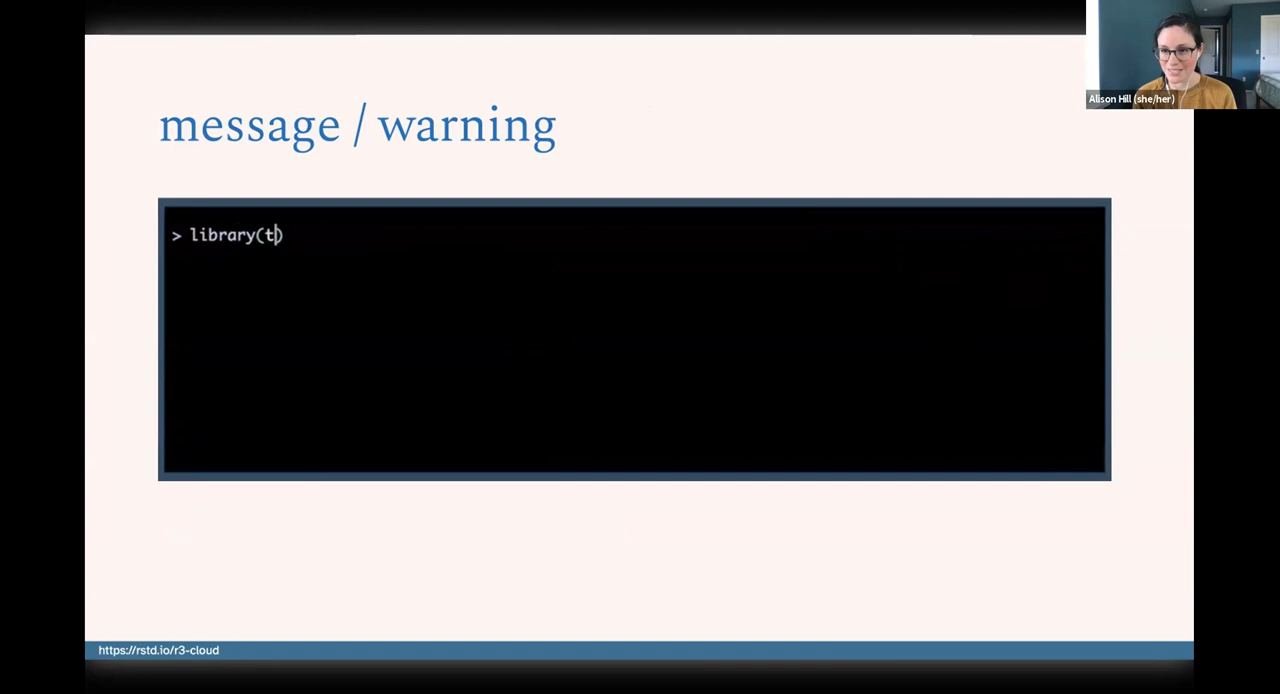 Alison Hill (she/her)
message / warning
> library(t)
https://rstd.io/r3-cloud